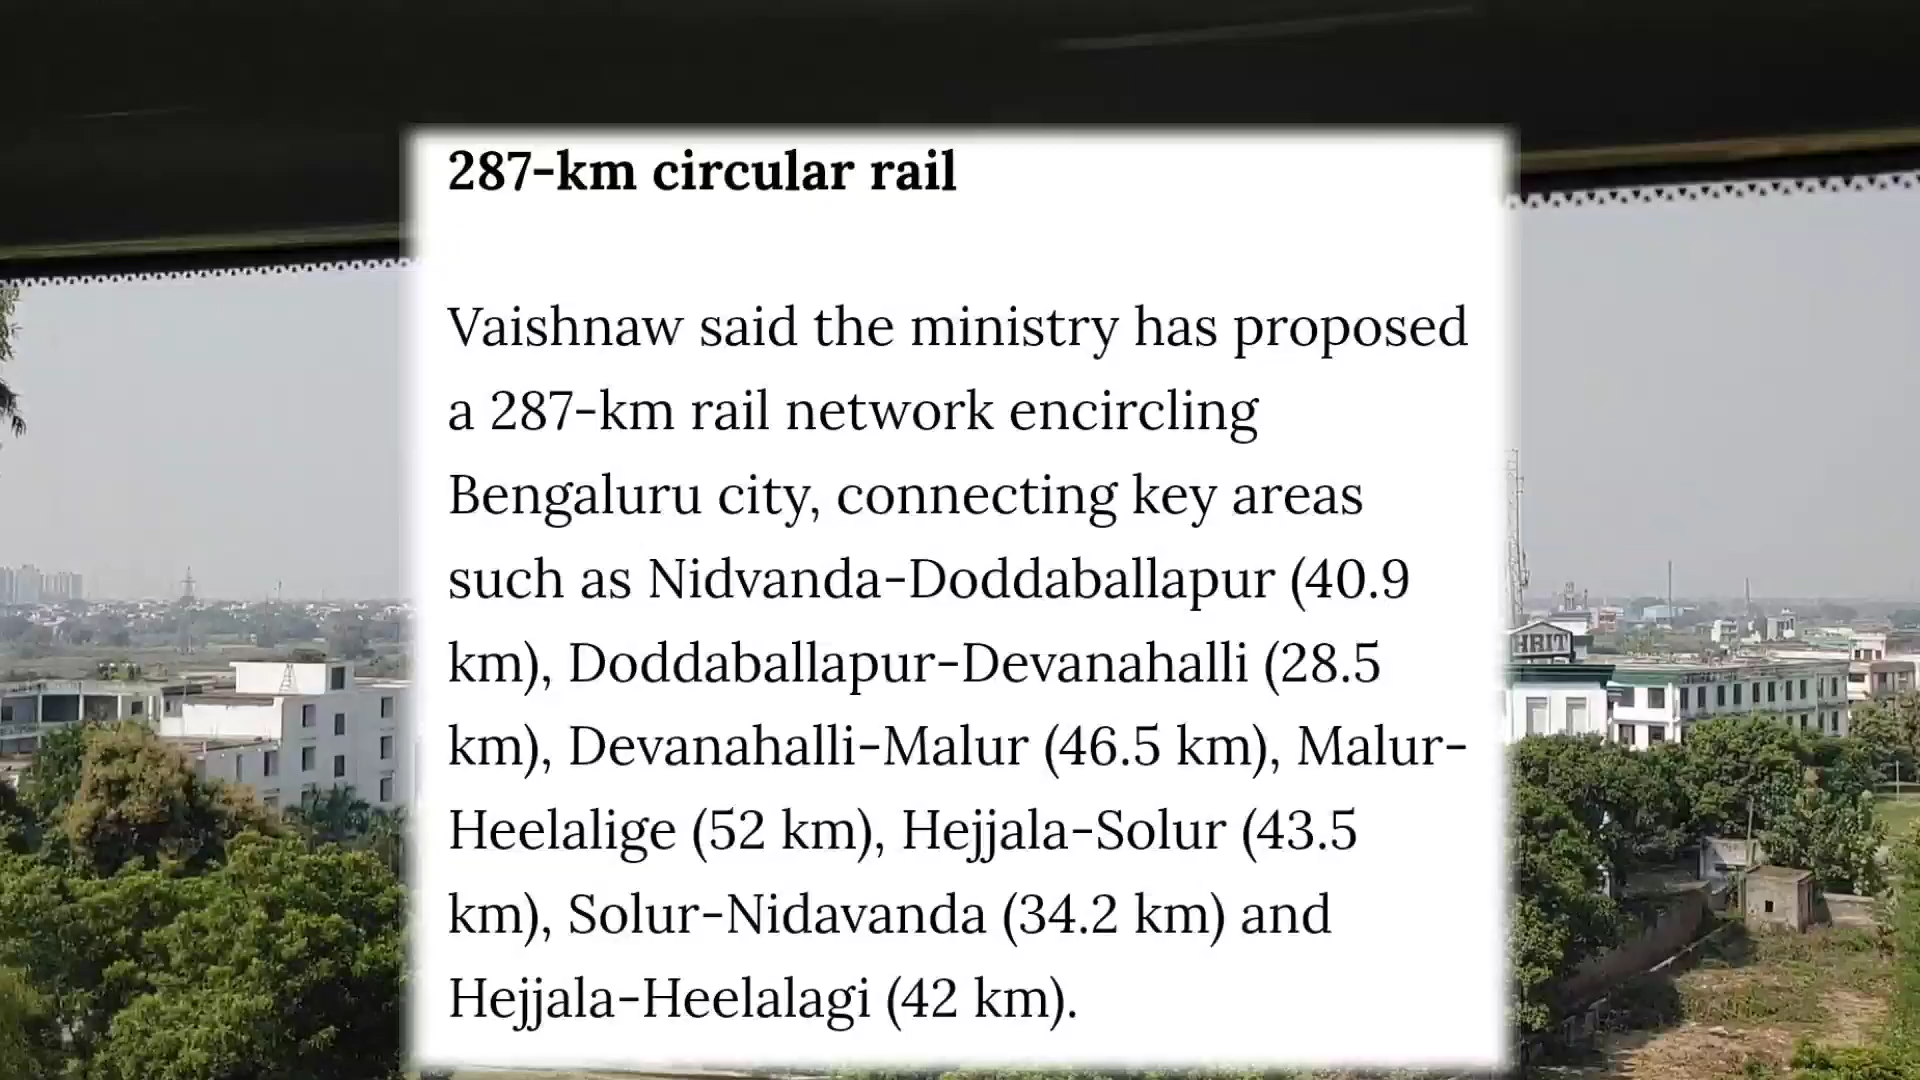 287-km circular rail
Vaishnaw said the ministry has proposed
a 287-km rail network encircling
Bengaluru city, connecting key areas
such as Nidvanda-Doddaballapur (40.9
km), Doddaballapur-Devanahalli (28.5
km), Devanahalli-Malur (46.5 km), Malur-
Heelalige (52 km), Hejjala-Solur (43.5
km), Solur-Nidavanda (34.2 km) and
Hejjala-Heelalagi (42 km).